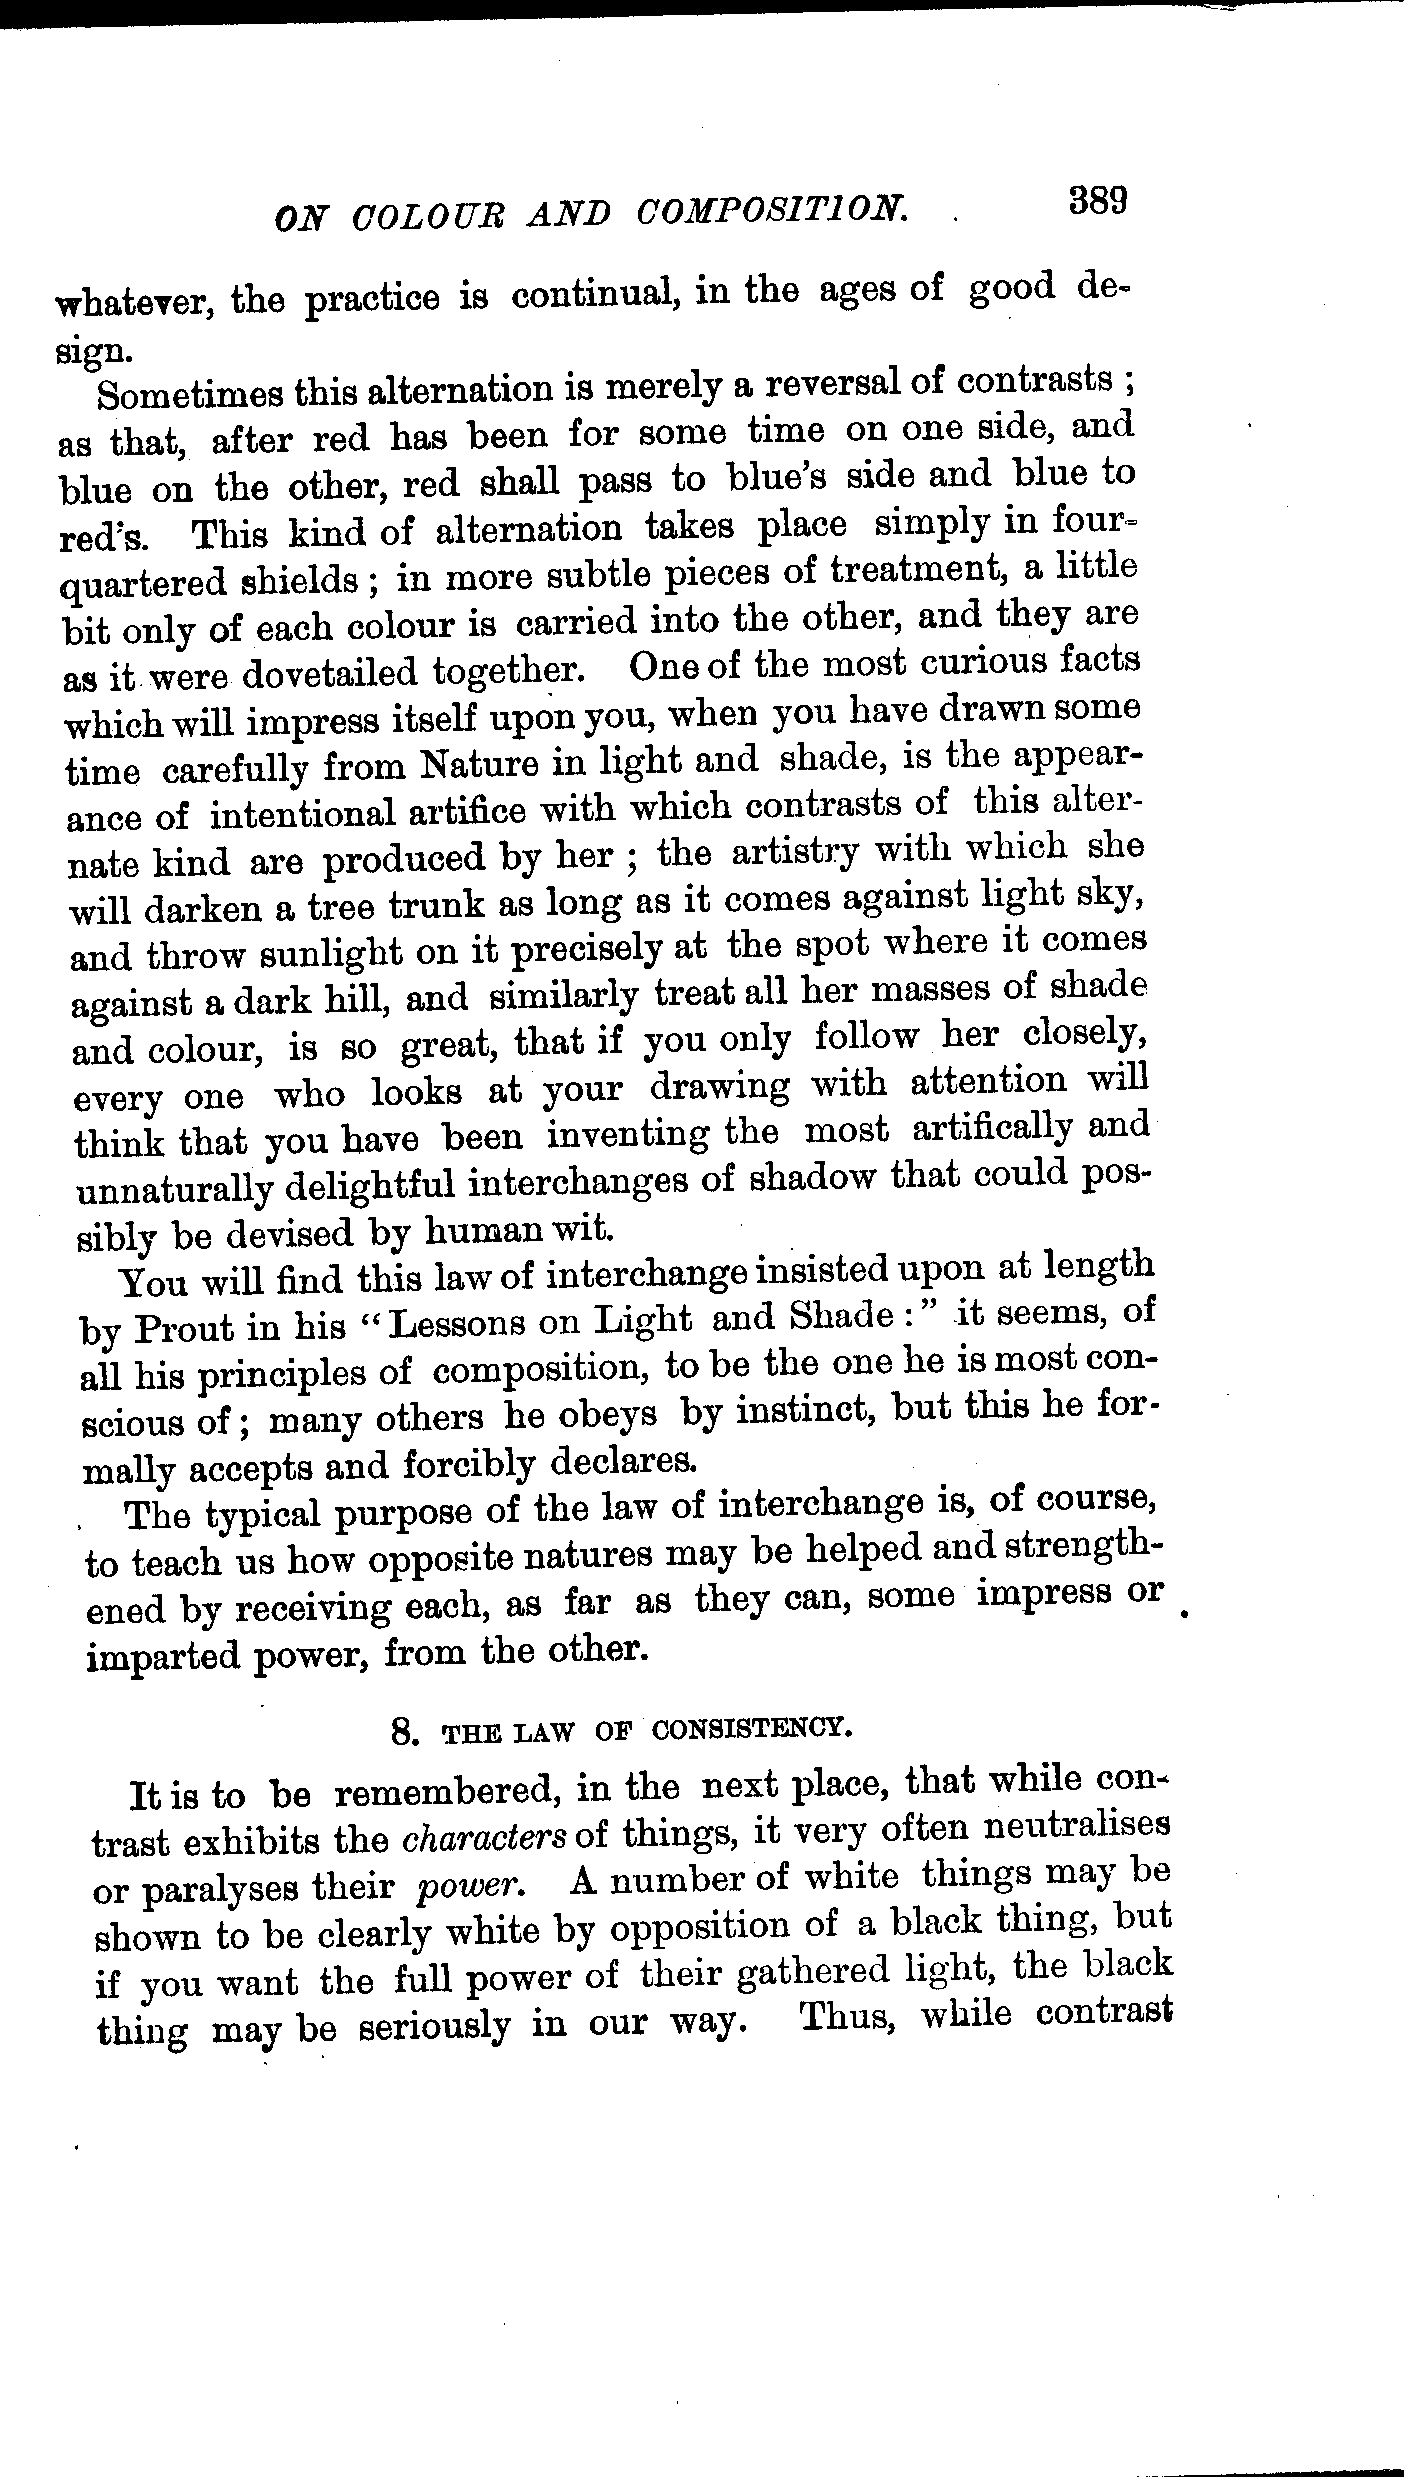 ON COLOUR AND COMPOSITION. 389
whatever, the practice is continual, in the ages of good de-
sign.
Sometimes this alternation is merely a reversal of contrasts ;
as that, after red has been for some time on one side, and
blue on the other, red shall pass to blue's side and blue to
red's. This kind of alternation takes place simply in four-
quartered shields ; in more subtle pieces of treatment, a little
bit only of each colour is carried into the other, and they are
as it were dovetailed together. One of the most curious facts
which will impress itself upon you, when you have drawn some
time carefully from Nature in light and shade, is the appear-
ance of intentional artifice with which contrasts of this alter-
nate kind are produced by her ; the artistry with which she
will darken a tree trunk as long as it comes against light sky,
and throw sunlight on it precisely at the spot where it comes
against a dark hill, and similarly treat all her masses of shade
and colour, is so great, that if you only follow her closely,
every one who looks at your drawing with attention will
think that you have been inventing the most artifically and
unnaturally delightful interchanges of shadow that could pos-
sibly be devised by human wit.
You will find this law of interchange insisted upon at length
by Prout in his “ Lessons on Light and Shade :” it seems, of
all his principles of composition, to be the one he is most con-
scious of ; many others he obeys by instinct, but this he for-
mally accepts and forcibly declares.
The typical purpose of the law of interchange is, of course,
to teach us how opposite natures may be helped and strength-
ened by receiving each, as far as they can, some impress or
imparted power, from the other.
8. THE LAW OF CONSISTENCY.
It is to be remembered, in the next place, that while con-
trast exhibits the characters of things, it very often neutralises
or paralyses their power. A number of white things may be
shown to be clearly white by opposition of a black thing, but
if you want the full power of their gathered light, the black
thing may be seriously in our way. Thus, while contrast